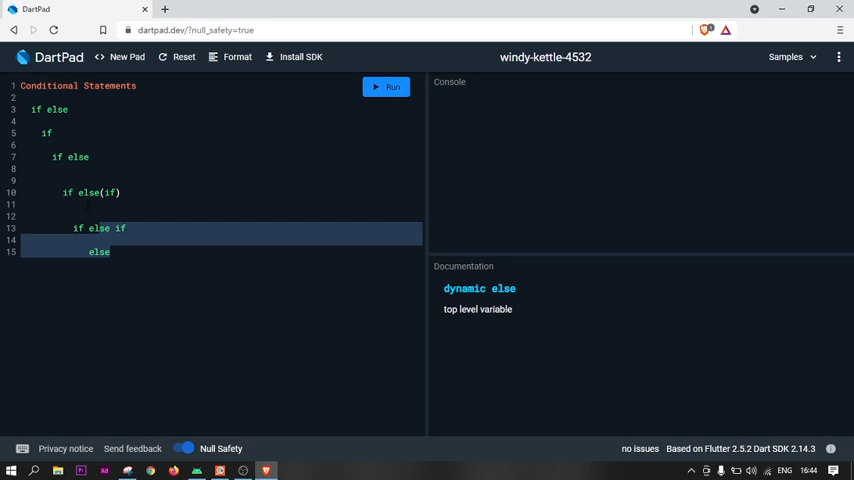 DartPad
dartpad.dev/?null_safety=true
DartPad
<> New Pad
Reset
Format
Install SDK
windy-kettle-4532
Samples
1 Conditional Statements
2
3 if else
4
5 if
6
7 if else
8
9
10 if else(if)
11
12
13 if else if
14
15 else
Run
Console
Documentation
dynamic else
top level variable
Privacy notice
Send feedback
Null Safety
no issues
Based on Flutter 2.5.2 Dart SDK 2.14.3
Pr
Xd
ENG
16:44